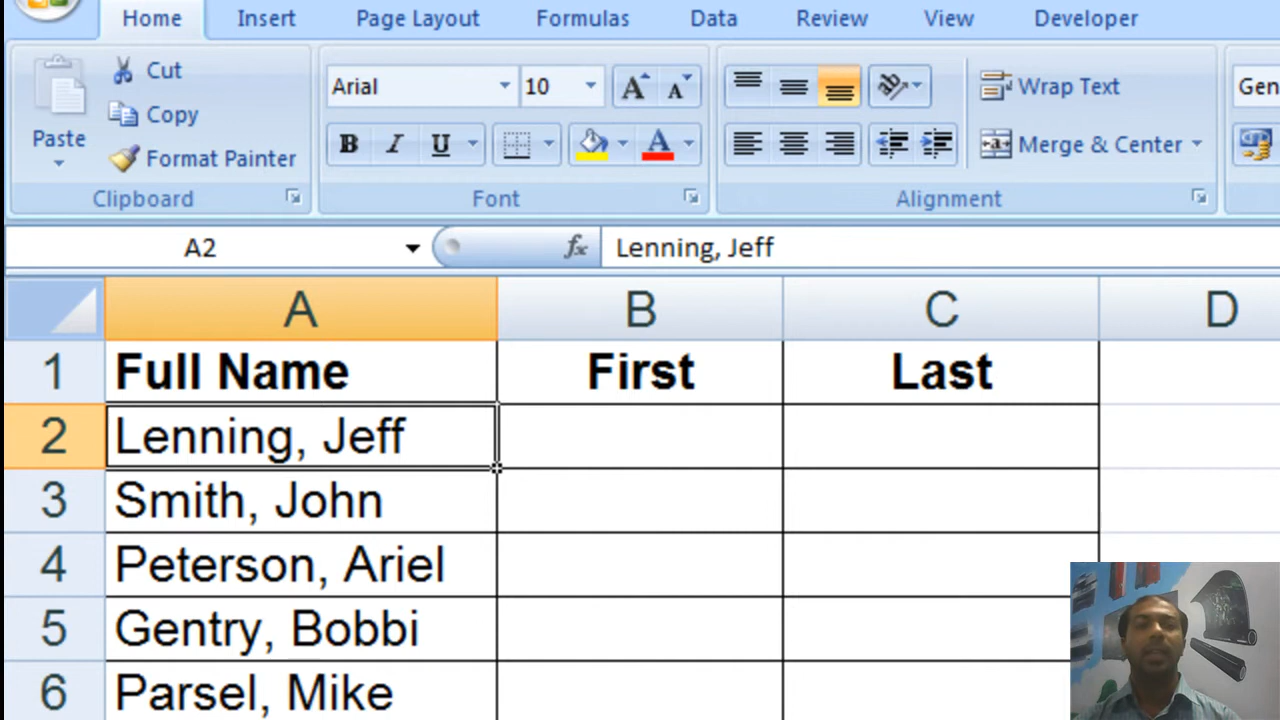 Home Insert Page Layout Formulas Data Review View Developer
Cut
Copy
Paste
Format Painter
Clipboard
Arial 10 A A
B I U A
Font
Wrap Text
Merge & Center
Alignment
Gen
A2 fx Lenning, Jeff
A B C D
1 Full Name First Last
2 Lenning, Jeff
3 Smith, John
4 Peterson, Ariel
5 Gentry, Bobbi
6 Parsel, Mike